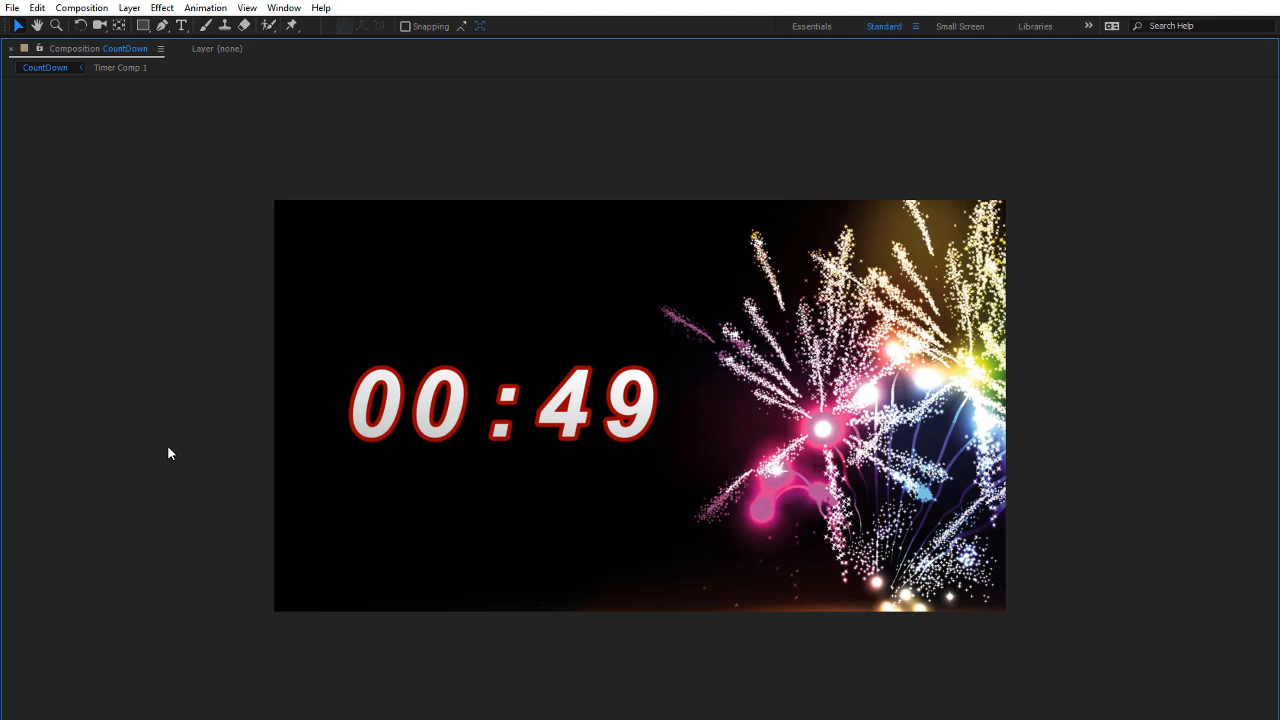 File Edit Composition Layer Effect Animation View Window Help
T Snapping Essentials Standard Small Screen Libraries » Search Help
× Composition CountDown Layer (none)
CountDown ‹ Timer Comp 1
00:49